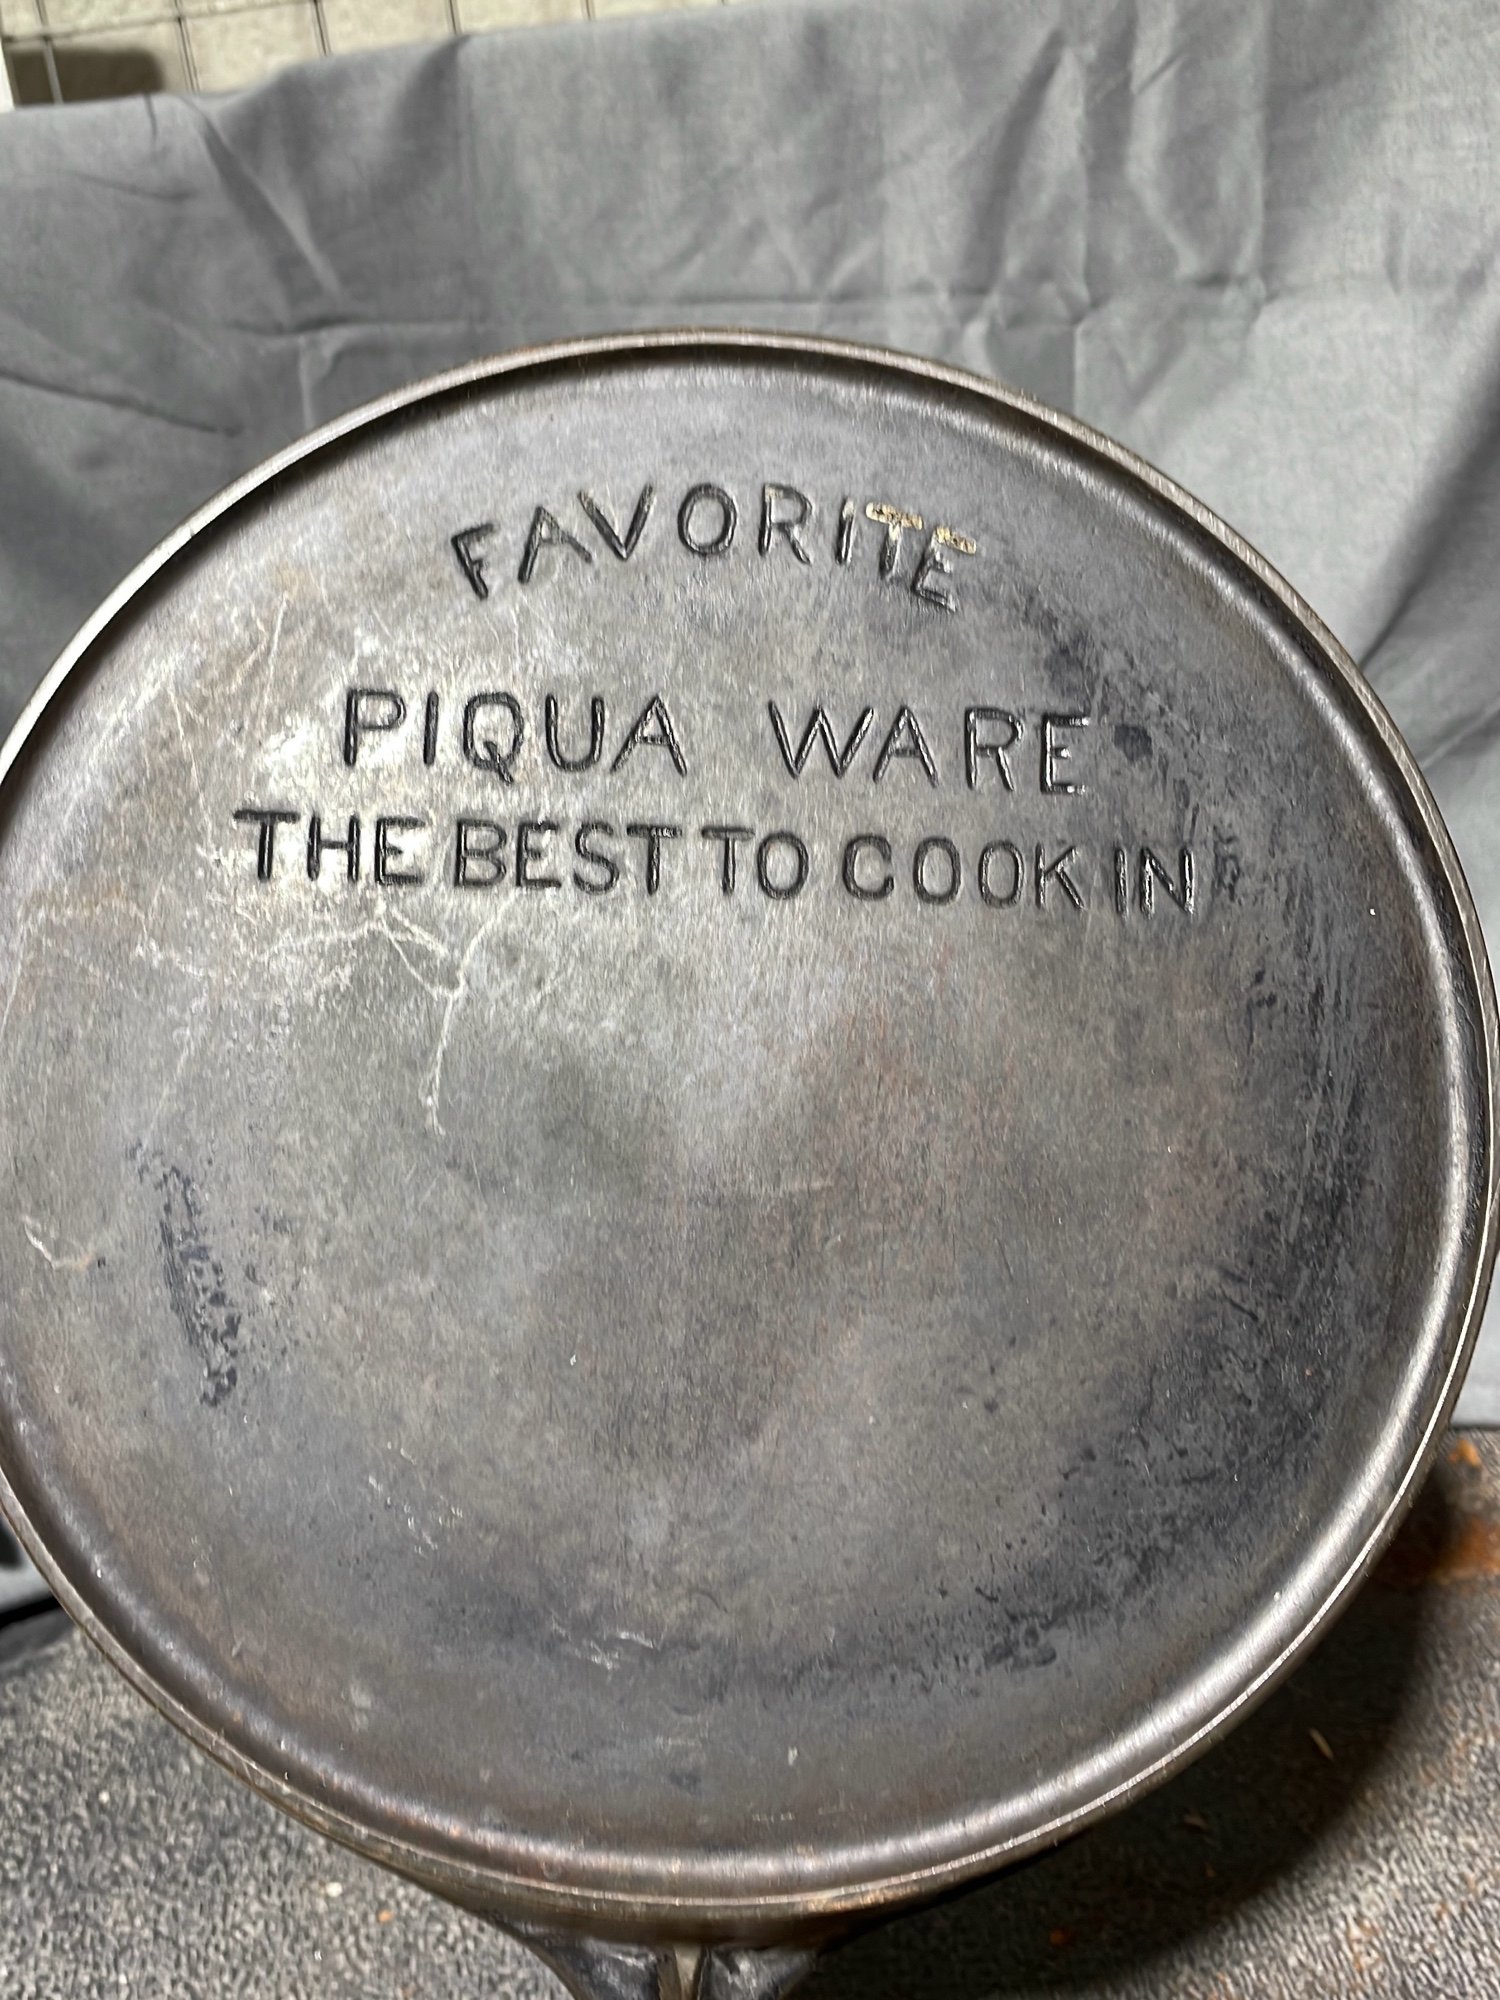 FAVORITE
PIQUA WARE
THE BEST TO COOK IN